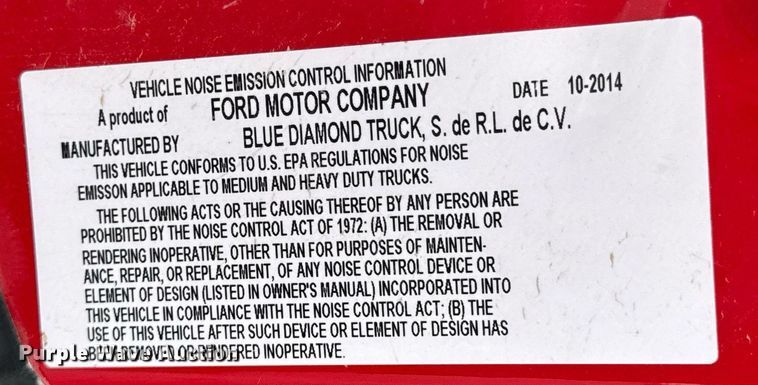 VEHICLE NOISE EMISSION CONTROL INFORMATION
A product of FORD MOTOR COMPANY DATE 10-2014
MANUFACTURED BY BLUE DIAMOND TRUCK, S. de R.L. de C.V.
THIS VEHICLE CONFORMS TO U.S. EPA REGULATIONS FOR NOISE
EMISSON APPLICABLE TO MEDIUM AND HEAVY DUTY TRUCKS.
THE FOLLOWING ACTS OR THE CAUSING THEREOF BY ANY PERSON ARE
PROHIBITED BY THE NOISE CONTROL ACT OF 1972: (A) THE REMOVAL OR
RENDERING INOPERATIVE, OTHER THAN FOR PURPOSES OF MAINTEN-
ANCE, REPAIR, OR REPLACEMENT, OF ANY NOISE CONTROL DEVICE OR
ELEMENT OF DESIGN (LISTED IN OWNER'S MANUAL) INCORPORATED INTO
THIS VEHICLE IN COMPLIANCE WITH THE NOISE CONTROL ACT; (B) THE
USE OF THIS VEHICLE AFTER SUCH DEVICE OR ELEMENT OF DESIGN HAS
REMOVED OR RENDERED INOPERATIVE.
Purple Wave Auction